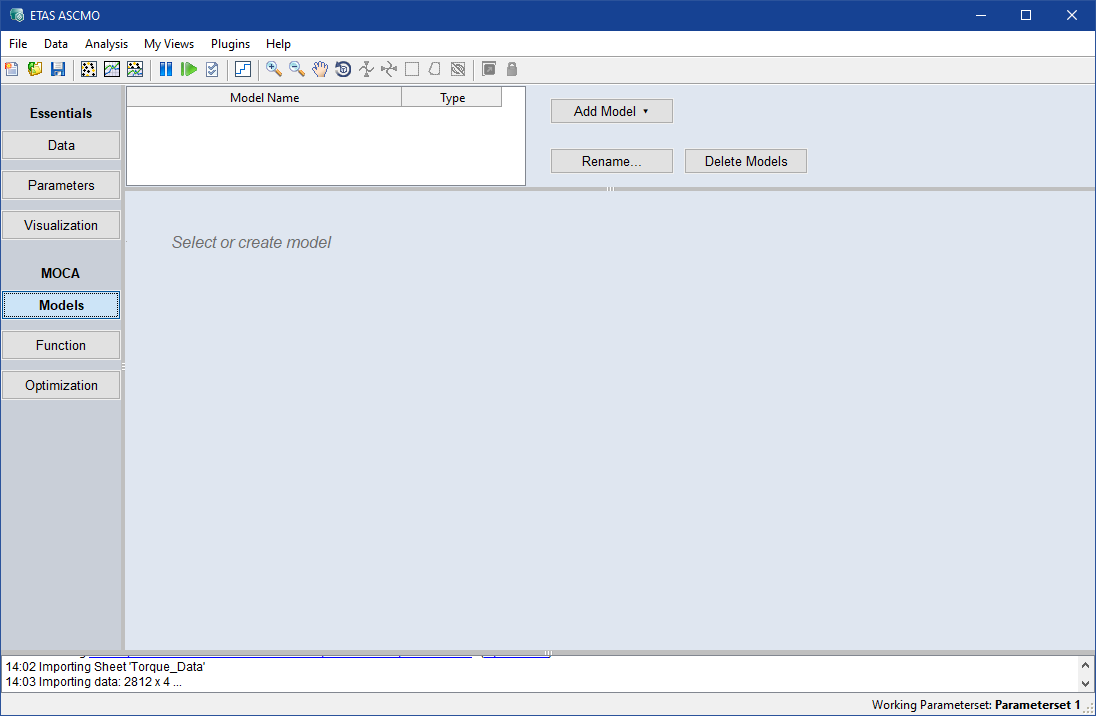 ETAS ASCMO
File Data Analysis My Views Plugins Help
Essentials
Data
Parameters
Visualization
MOCA
Models
Function
Optimization
Model Name Type
Add Model
Rename...
Delete Models
Select or create model
14:02 Importing Sheet 'Torque_Data'
14:03 Importing data: 2812 x 4 ...
Working Parameterset: Parameterset 1